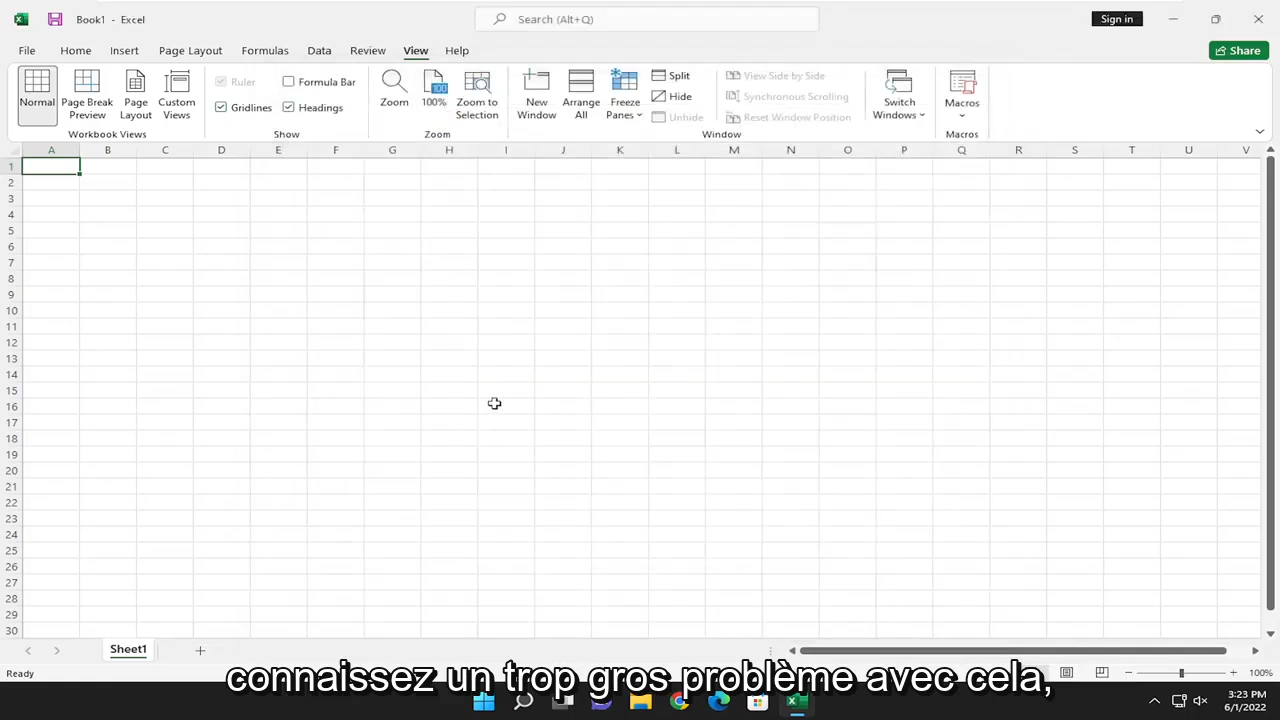 Book1 - Excel
Search (Alt+Q)
Sign in
File Home Insert Page Layout Formulas Data Review View Help
Share
Normal
Page Break Preview
Page Layout
Custom Views
Workbook Views
Ruler
Formula Bar
Gridlines
Headings
Show
Zoom
100%
Zoom to Selection
Zoom
New Window
Arrange All
Freeze Panes
Split
Hide
Unhide
View Side by Side
Synchronous Scrolling
Reset Window Position
Window
Switch Windows
Macros
Macros
A B C D E F G H I J K L M N O P Q R S T U V
1
2
3
4
5
6
7
8
9
10
11
12
13
14
15
16
17
18
19
20
21
22
23
24
25
26
27
28
29
30
Sheet1
Ready
100%
connaissez un trop gros problème avec cela,
3:23 PM
6/1/2022